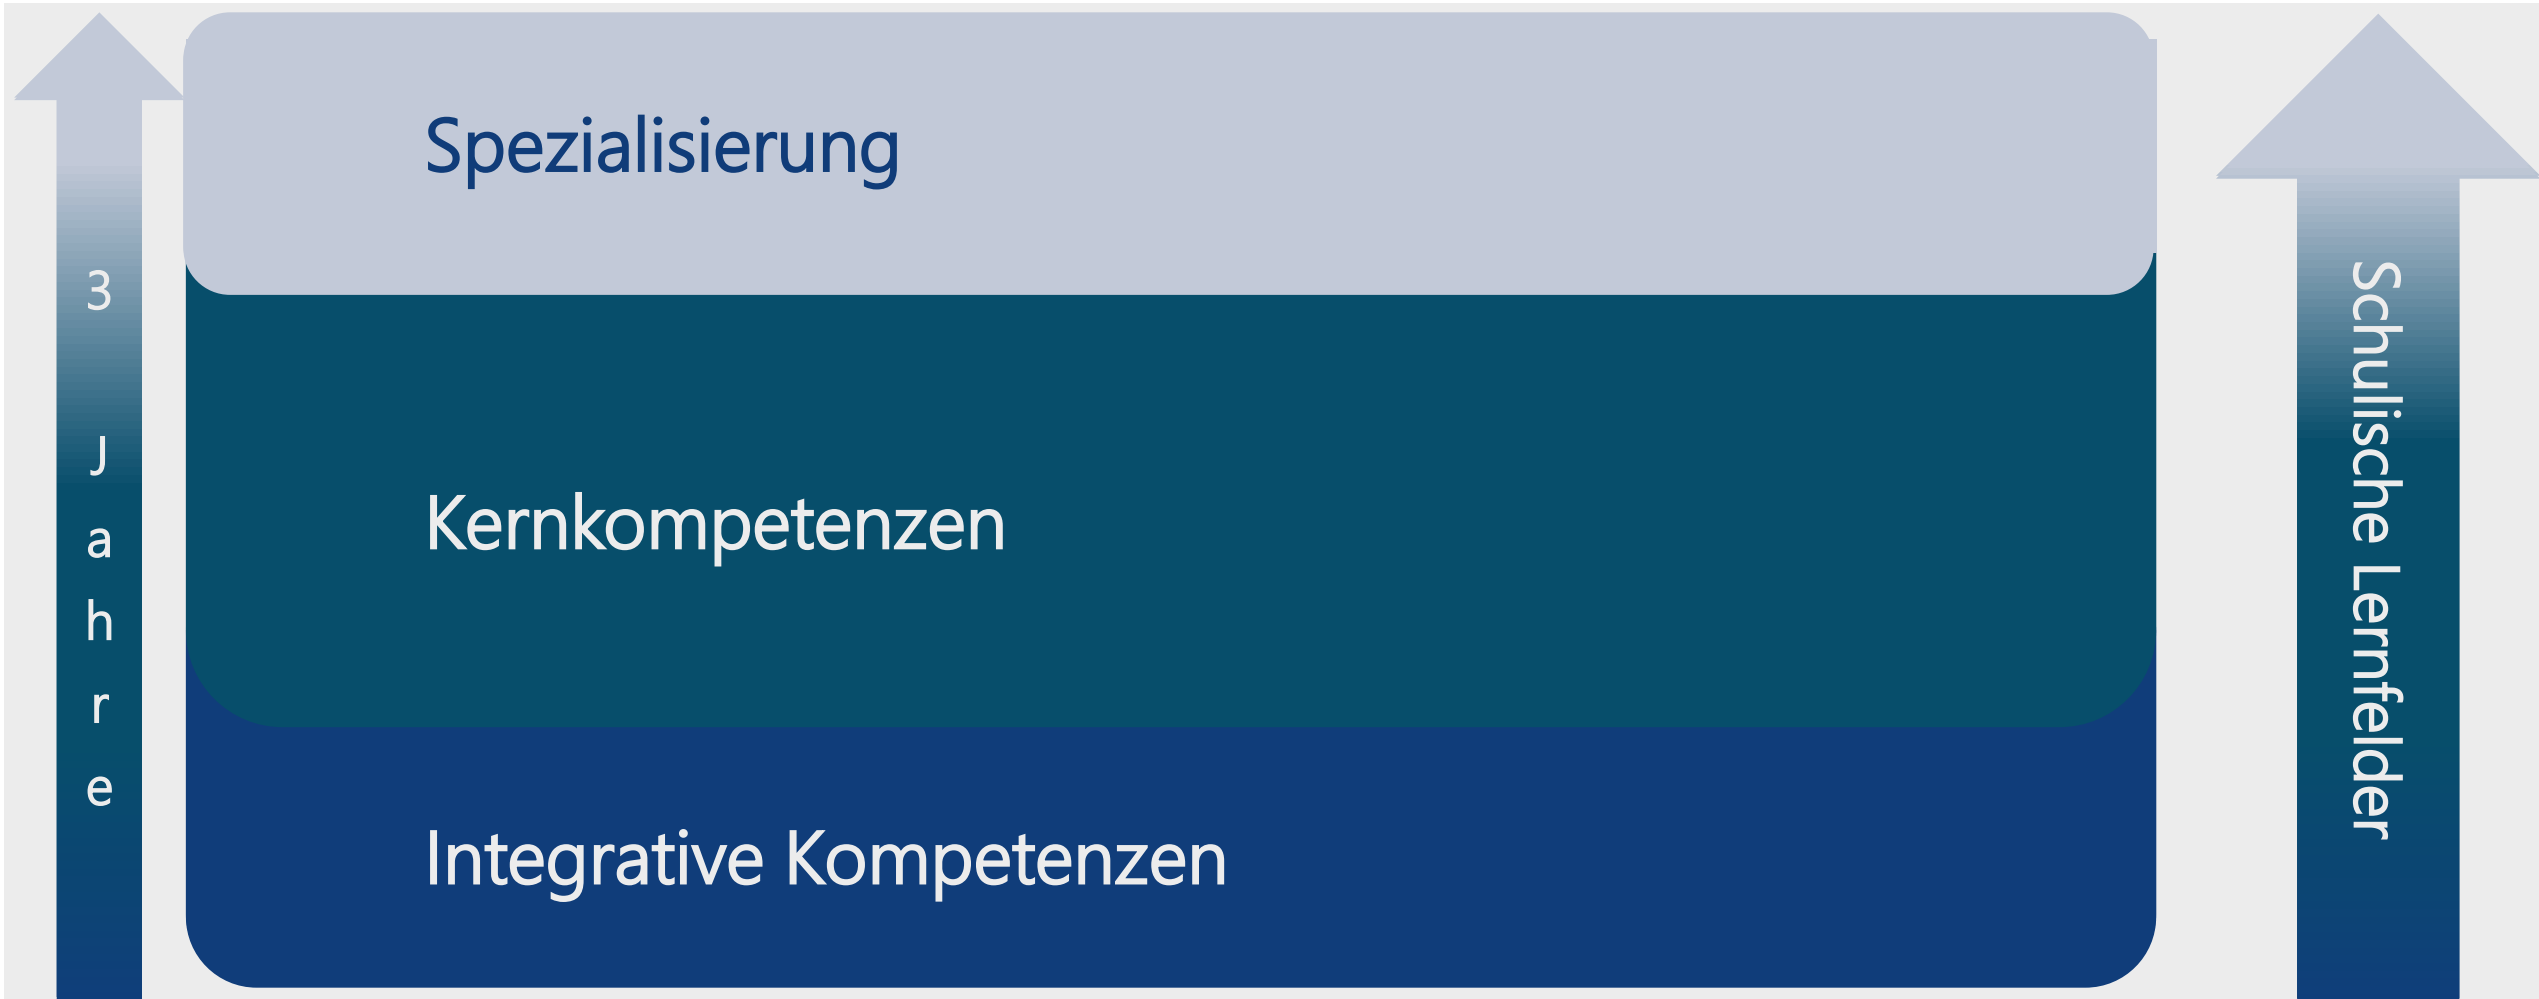 3 Jahre
Spezialisierung
Kernkompetenzen
Integrative Kompetenzen
Schulische Lernfelder